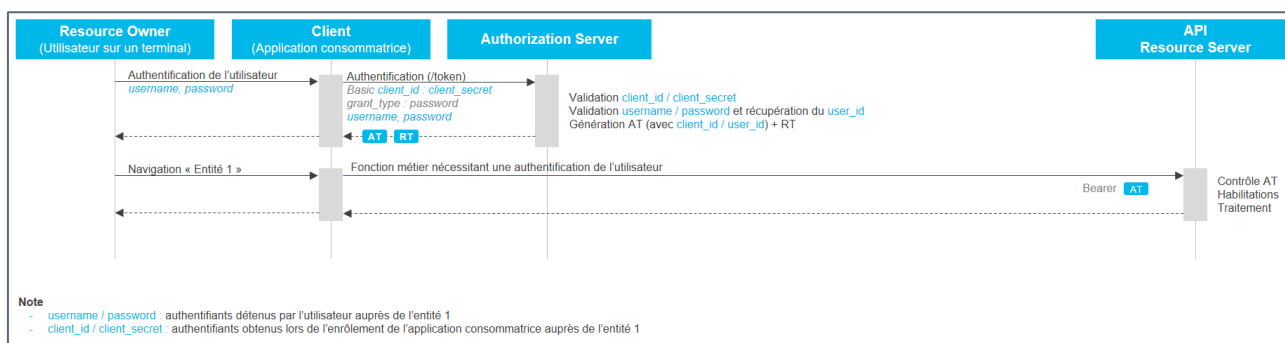 Resource Owner
(Utilisateur sur un terminal)
Client
(Application consommatrice)
Authorization Server
API
Resource Server
Authentification de l'utilisateur
username, password
Authentification (/token)
Basic client_id : client_secret
grant_type : password
username, password
AT RT
Validation client_id / client_secret
Validation username / password et récupération du user_id
Génération AT (avec client_id / user_id) + RT
Navigation « Entité 1 »
Fonction métier nécessitant une authentification de l'utilisateur
Bearer AT
Contrôle AT
Habilitations
Traitement
Note
- username / password : authentifiants détenus par l'utilisateur auprès de l'entité 1
- client_id / client_secret : authentifiants obtenus lors de l'enrôlement de l'application consommatrice auprès de l'entité 1